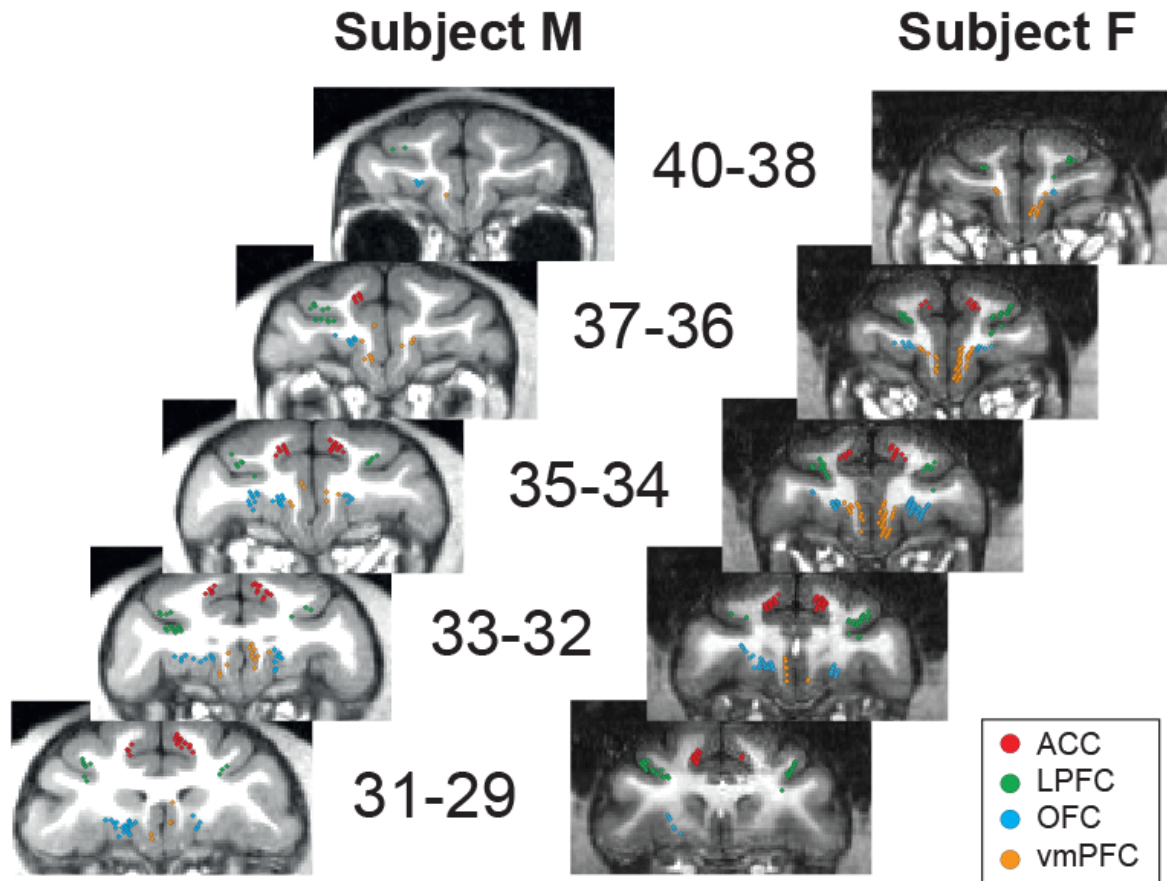 Subject M
Subject F
40-38
37-36
35-34
33-32
31-29
ACC
LPFC
OFC
vmPFC